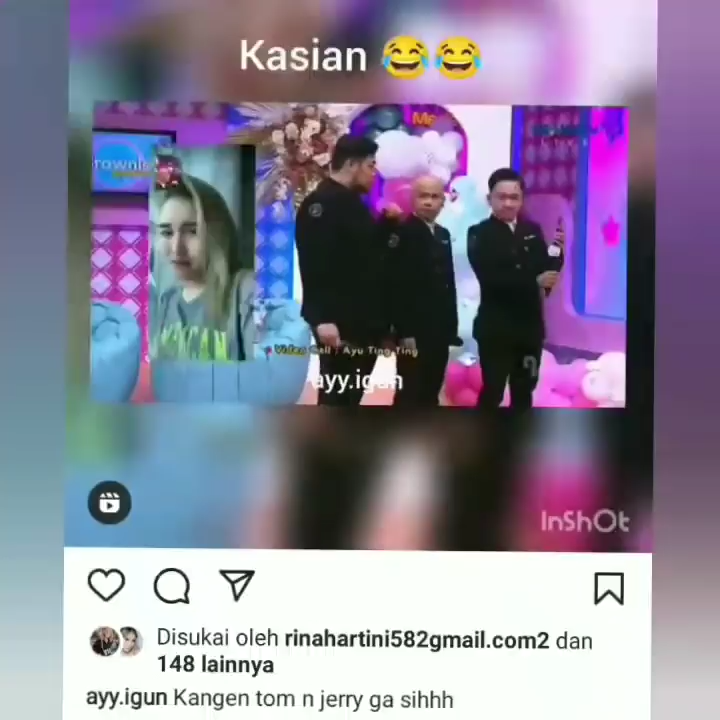 Kasian 😂😂
Video Call : Ayu Ting Ting
ayy.igun
InShOt
Disukai oleh rinahartini582gmail.com2 dan
148 lainnya
ayy.igun Kangen tom n jerry ga sihhh